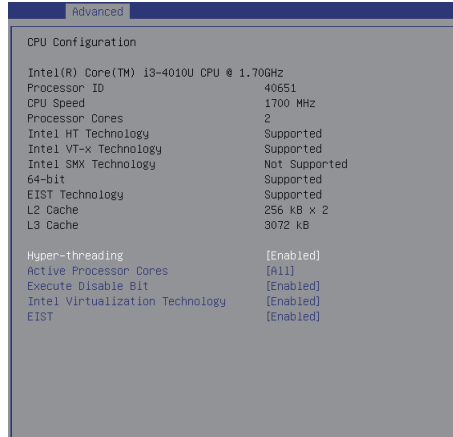 Advanced
CPU Configuration
Intel(R) Core(TM) i3-4010U CPU @ 1.70GHz
Processor ID 40651
CPU Speed 1700 MHz
Processor Cores 2
Intel HT Technology Supported
Intel VT-x Technology Supported
Intel SMX Technology Not Supported
64-bit Supported
EIST Technology Supported
L2 Cache 256 kB x 2
L3 Cache 3072 kB
Hyper-threading [Enabled]
Active Processor Cores [All]
Execute Disable Bit [Enabled]
Intel Virtualization Technology [Enabled]
EIST [Enabled]